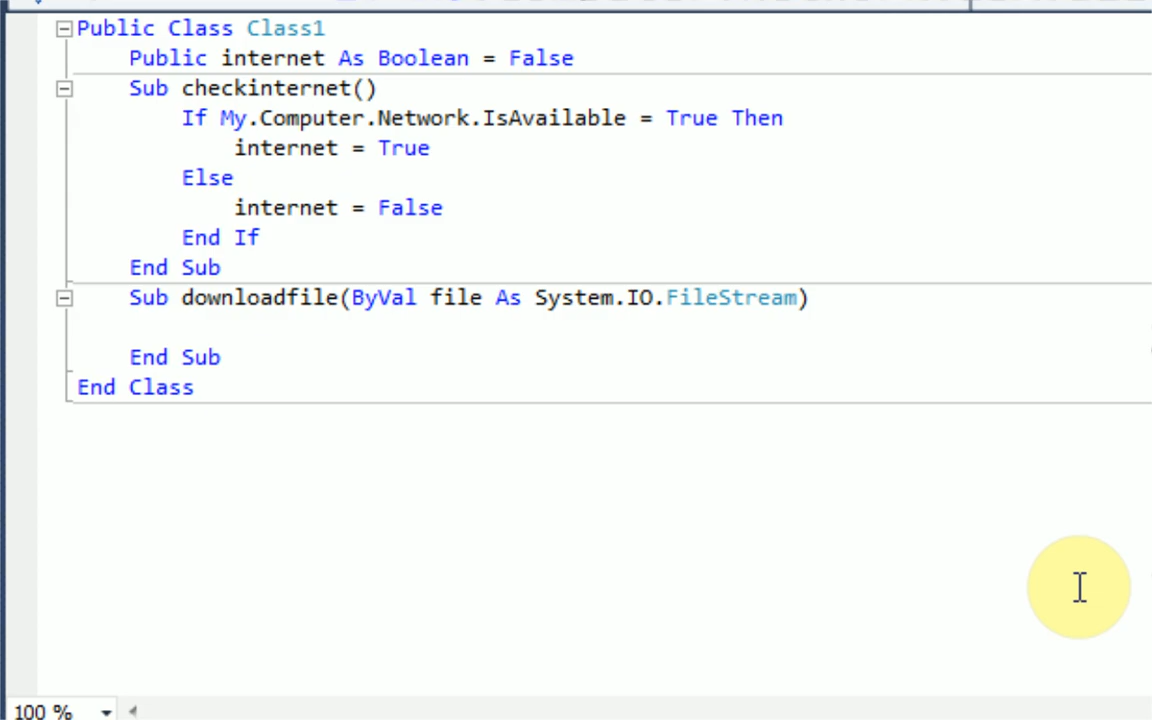 Public Class Class1
    Public internet As Boolean = False
    Sub checkinternet()
        If My.Computer.Network.IsAvailable = True Then
            internet = True
        Else
            internet = False
        End If
    End Sub
    Sub downloadfile(ByVal file As System.IO.FileStream)
    End Sub
End Class
100 %